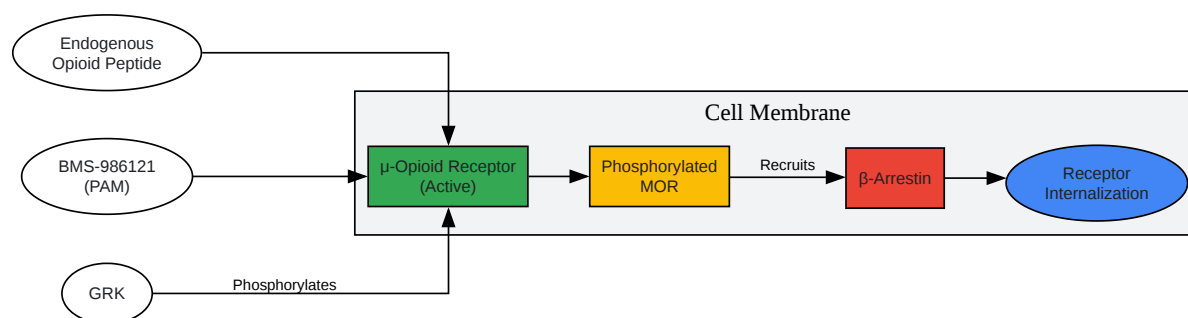 Endogenous
Opioid Peptide
Cell Membrane
BMS-986121
(PAM)
μ-Opioid Receptor
(Active)
Phosphorylated
MOR
Recruits
β-Arrestin
Receptor
Internalization
GRK
Phosphorylates